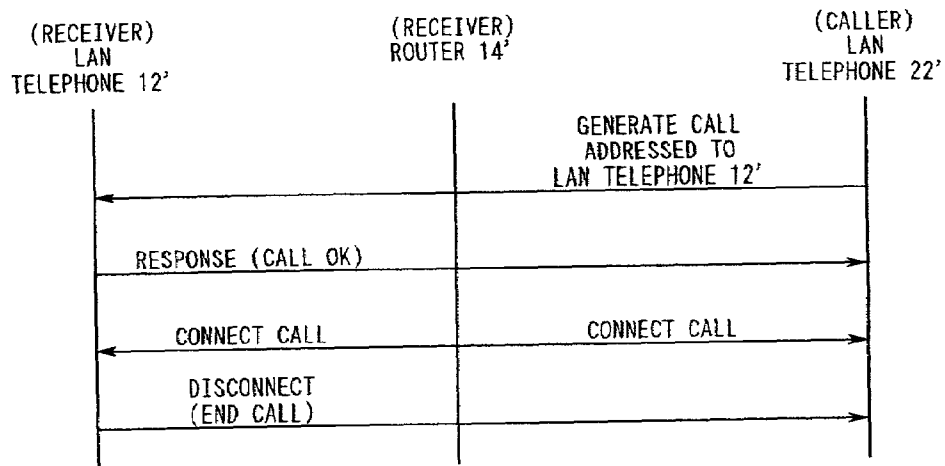 (RECEIVER)
LAN
TELEPHONE 12'
(RECEIVER)
ROUTER 14'
(CALLER)
LAN
TELEPHONE 22'
GENERATE CALL
ADDRESSED TO
LAN TELEPHONE 12'
RESPONSE (CALL OK)
CONNECT CALL
CONNECT CALL
DISCONNECT
(END CALL)